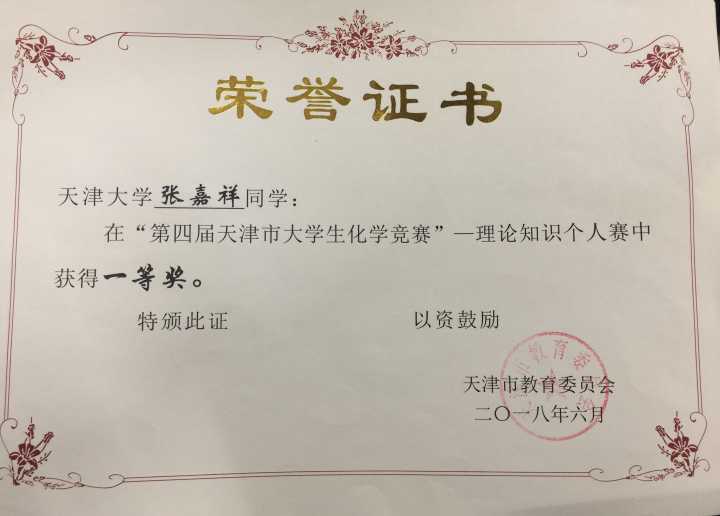 荣誉证书
天津大学张嘉祥同学：
在“第四届天津市大学生化学竞赛”—理论知识个人赛中
获得一等奖。
特颁此证 以资鼓励
天津市教育委员会
二〇一八年六月